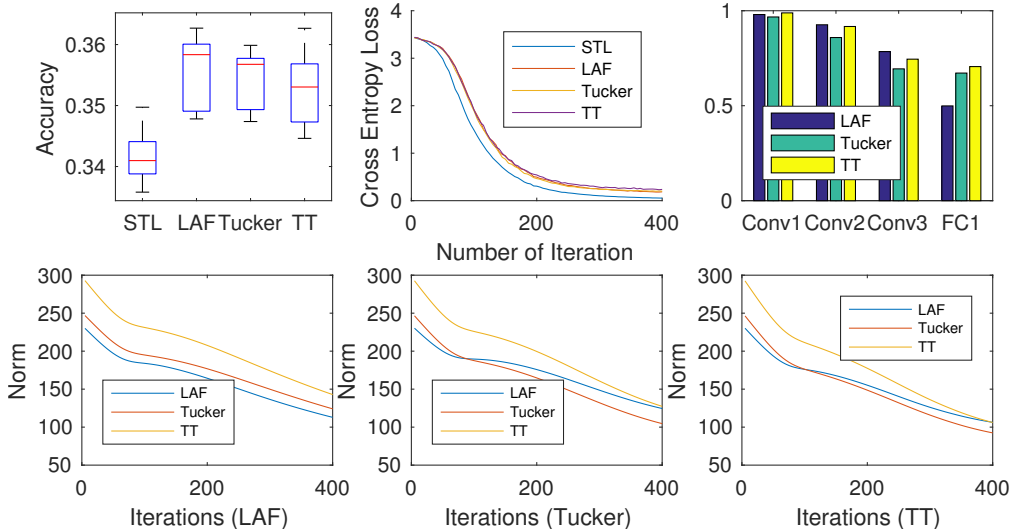 Accuracy
0.36
0.35
0.34
STL LAF Tucker TT
Cross Entropy Loss
4
3
2
1
0
STL
LAF
Tucker
TT
0 200 400
Number of Iteration
1
0.5
0
LAF
Tucker
TT
Conv1 Conv2 Conv3 FC1
Norm
300
250
200
150
100
50
LAF
Tucker
TT
0 200 400
Iterations (LAF)
Norm
300
250
200
150
100
50
LAF
Tucker
TT
0 200 400
Iterations (Tucker)
Norm
300
250
200
150
100
50
LAF
Tucker
TT
0 200 400
Iterations (TT)